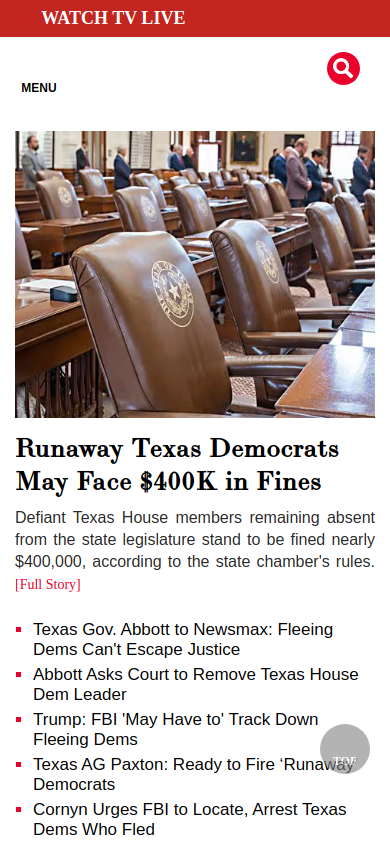 WATCH TV LIVE
MENU
Runaway Texas Democrats
May Face $400K in Fines
Defiant Texas House members remaining absent
from the state legislature stand to be fined nearly
$400,000, according to the state chamber's rules.
[Full Story]
Texas Gov. Abbott to Newsmax: Fleeing
Dems Can't Escape Justice
Abbott Asks Court to Remove Texas House
Dem Leader
Trump: FBI 'May Have to' Track Down
Fleeing Dems
Texas AG Paxton: Ready to Fire ‘Runaway
Democrats
TOP
Cornyn Urges FBI to Locate, Arrest Texas
Dems Who Fled